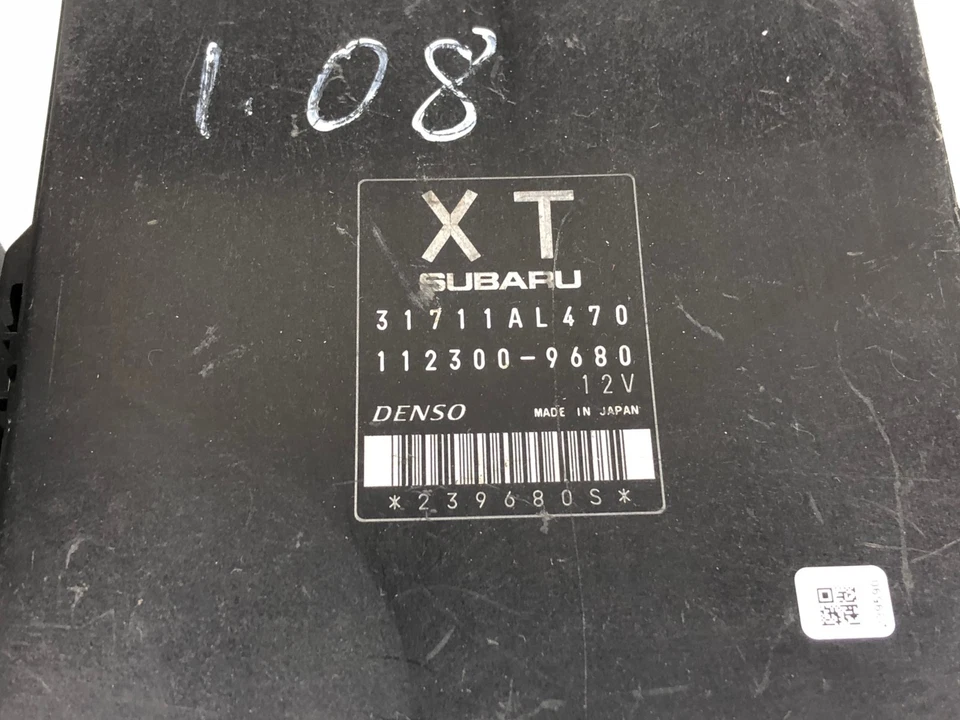 1.08
XT
SUBARU
31711AL470
112300-9680
12V
DENSO MADE IN JAPAN
*239680S*